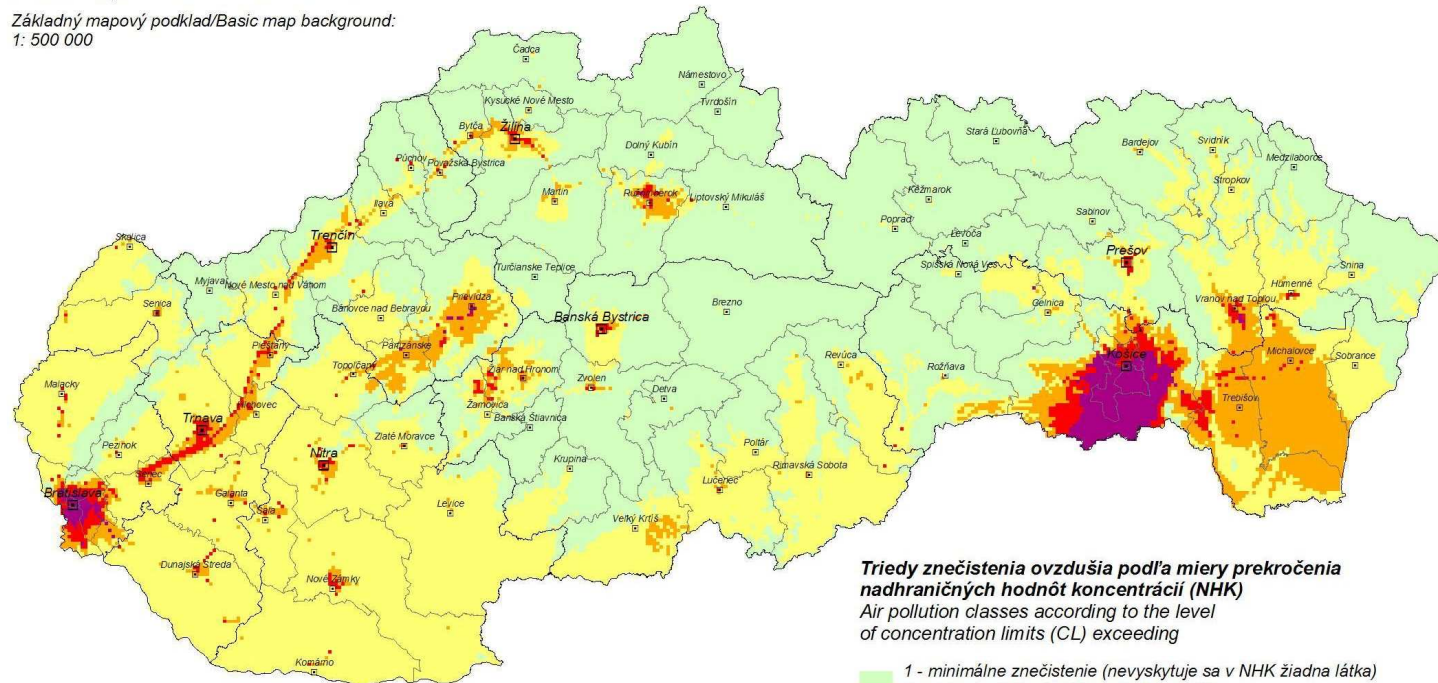 Základný mapový podklad/Basic map background:
1: 500 000
Čadca
Námestovo
Tvrdošín
Kysucké Nové Mesto
Bytča
Žilina
Stará Ľubovňa
Bardejov
Svidník
Medzilaborce
Dolný Kubín
Púchov
Považská Bystrica
Stropkov
Kežmarok
Ilava
Martin
Ružomberok
Liptovský Mikuláš
Poprad
Sabinov
Skalica
Trenčín
Levoča
Prešov
Turčianske Teplice
Spišská Nová Ves
Snina
Myjava
Nové Mesto nad Váhom
Humenné
Senica
Bánovce nad Bebravou
Prievidza
Brezno
Gelnica
Vranov nad Topľou
Banská Bystrica
Piešťany
Partizánske
Revúca
Košice
Michalovce
Sobrance
Topoľčany
Žiar nad Hronom
Zvolen
Rožňava
Malacky
Hlohovec
Žarnovica
Detva
Trebišov
Trnava
Banská Štiavnica
Pezinok
Zlaté Moravce
Poltár
Nitra
Krupina
Rimavská Sobota
Senec
Bratislava
Galanta
Lučenec
Šaľa
Levice
Veľký Krtíš
Dunajská Streda
Nové Zámky
Komárno
Triedy znečistenia ovzdušia podľa miery prekročenia
nadhraničných hodnôt koncentrácií (NHK)
Air pollution classes according to the level
of concentration limits (CL) exceeding
1 - minimálne znečistenie (nevyskytuje sa v NHK žiadna látka)